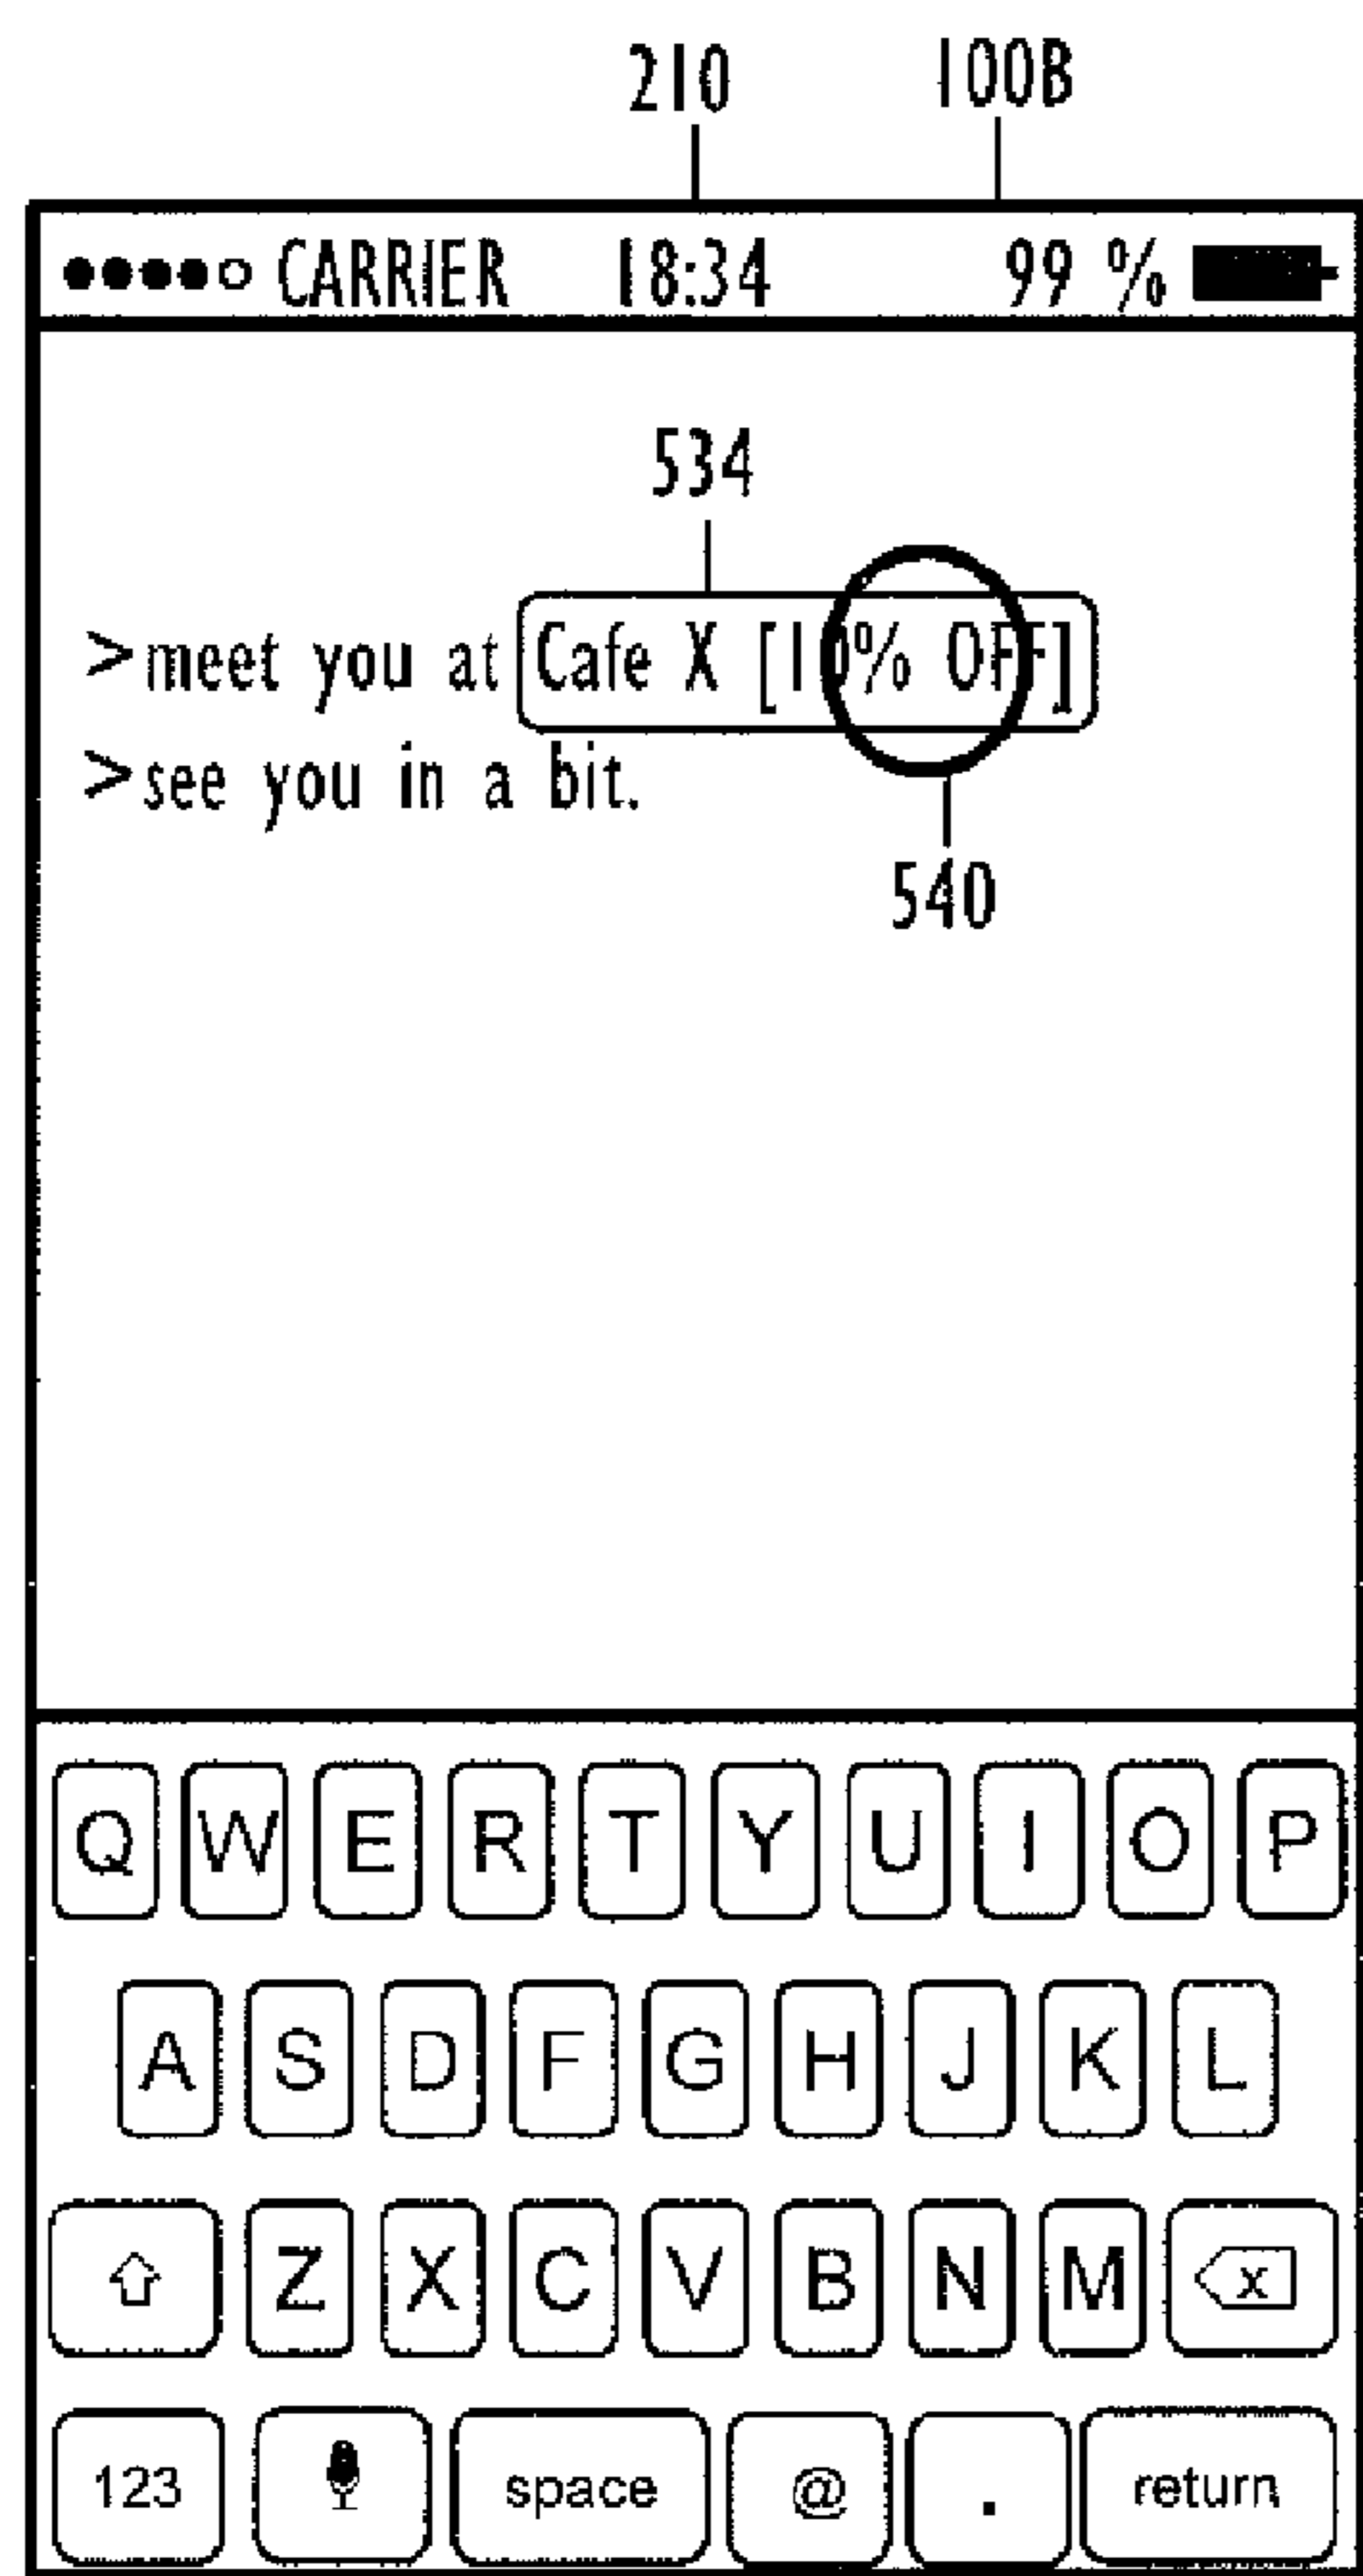 210 100B
CARRIER 18:34 99 %
534
>meet you at Cafe X [10% OFF]
>see you in a bit.
540
Q W E R T Y U I O P
A S D F G H J K L
Z X C V B N M X
123 space @ . return